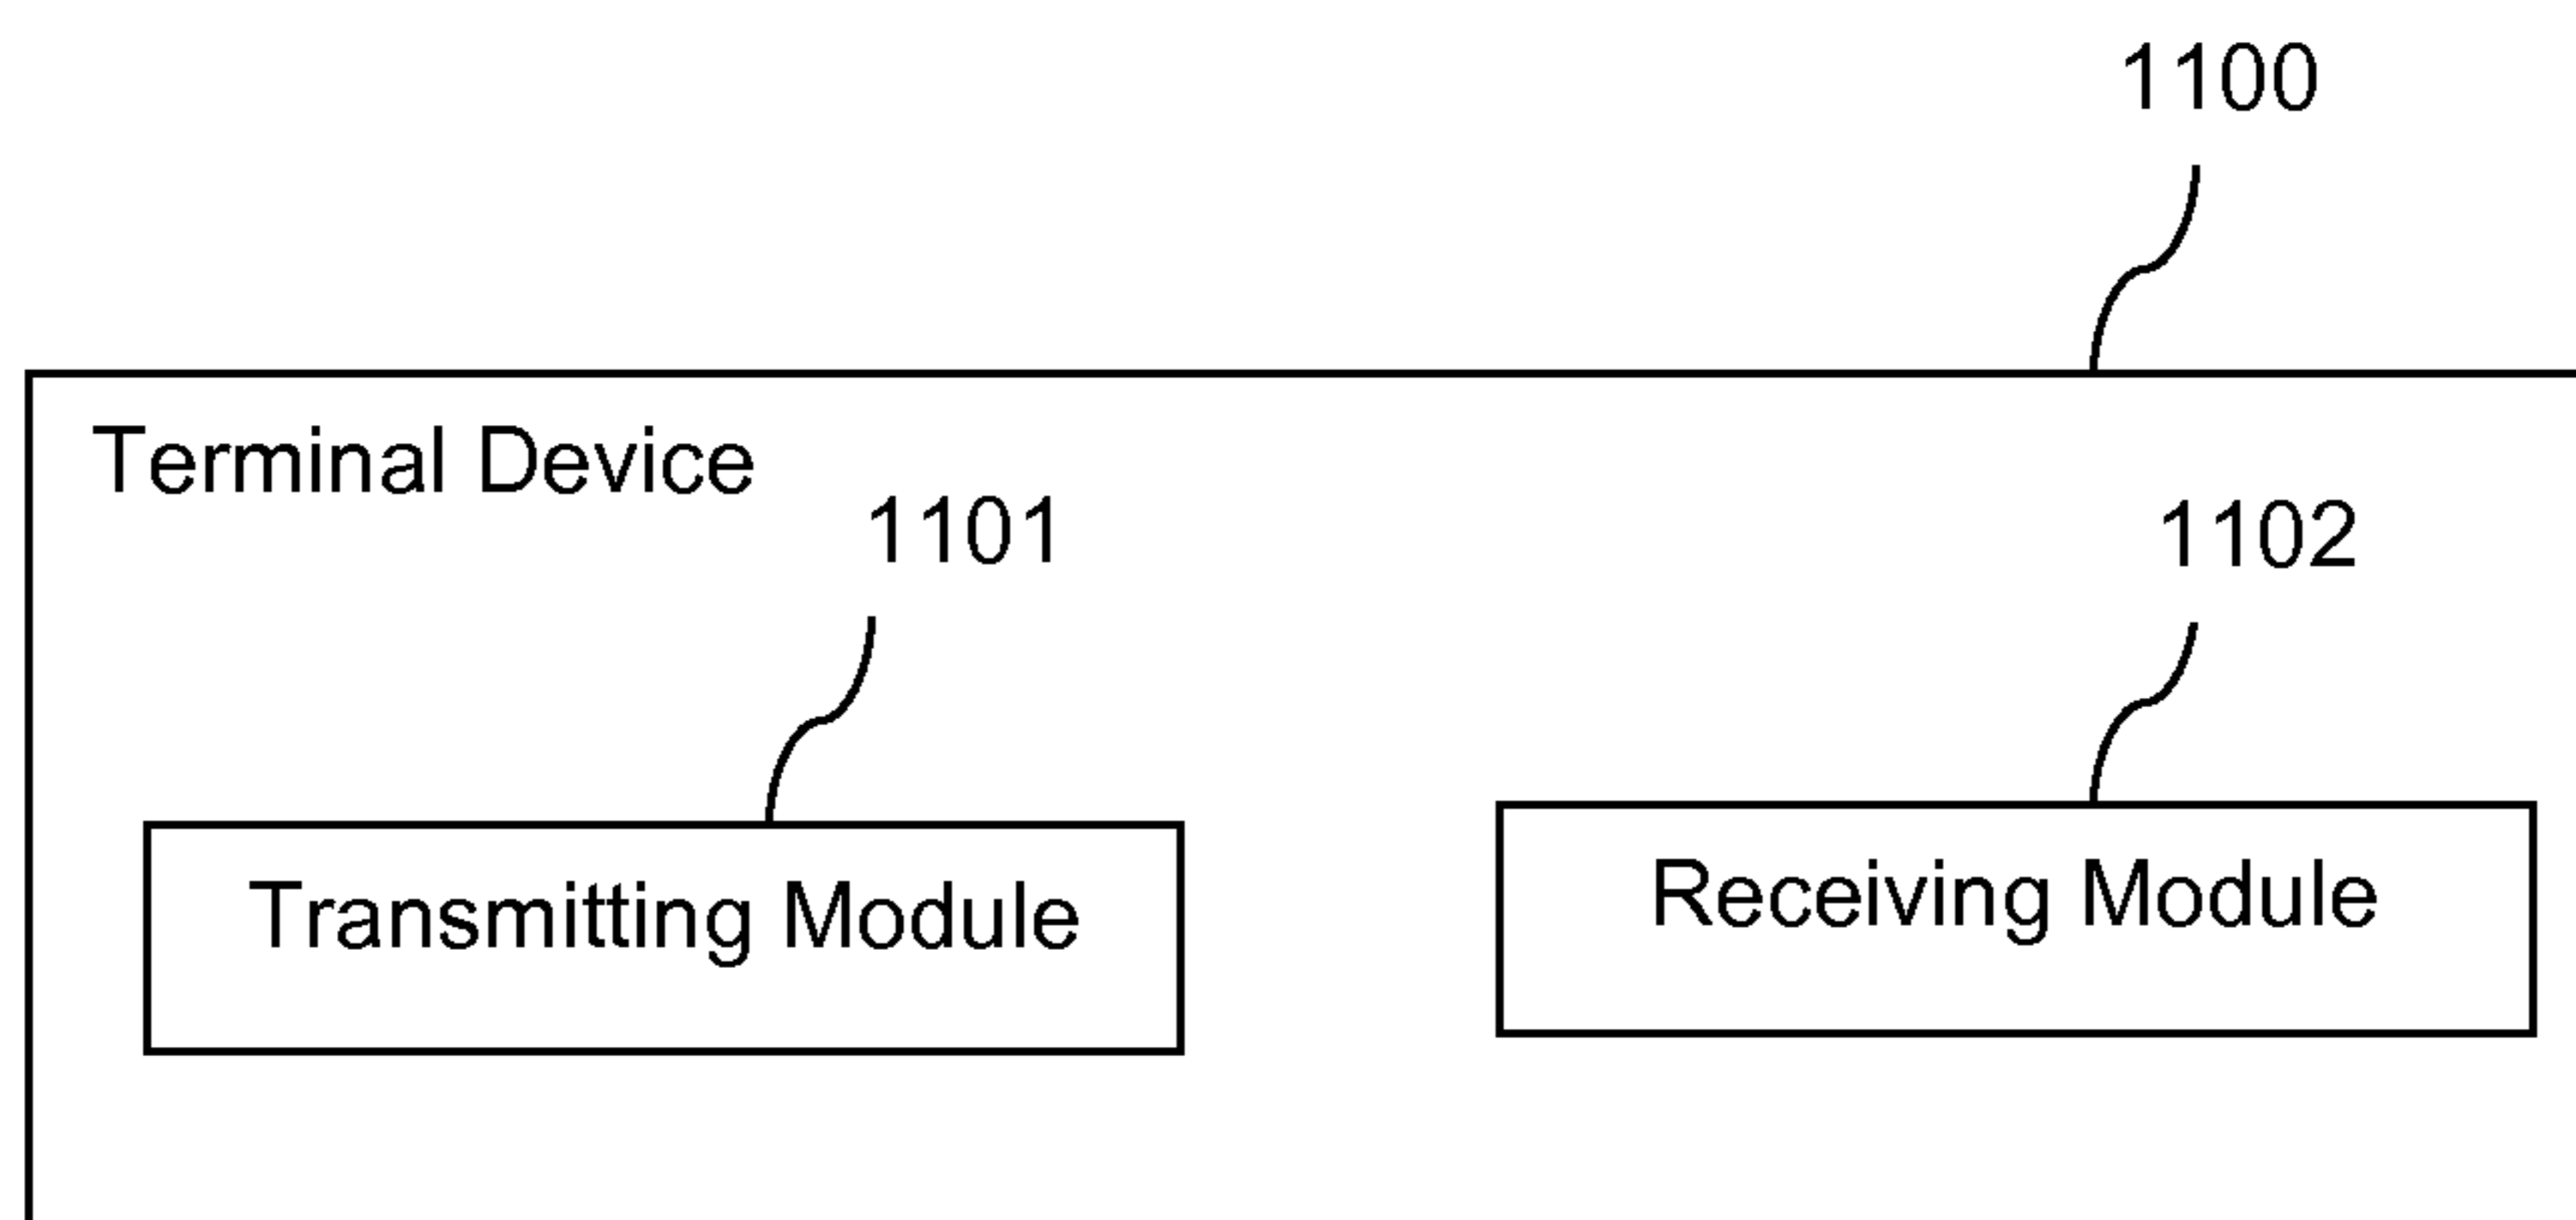 1100
Terminal Device
1101
1102
Transmitting Module
Receiving Module